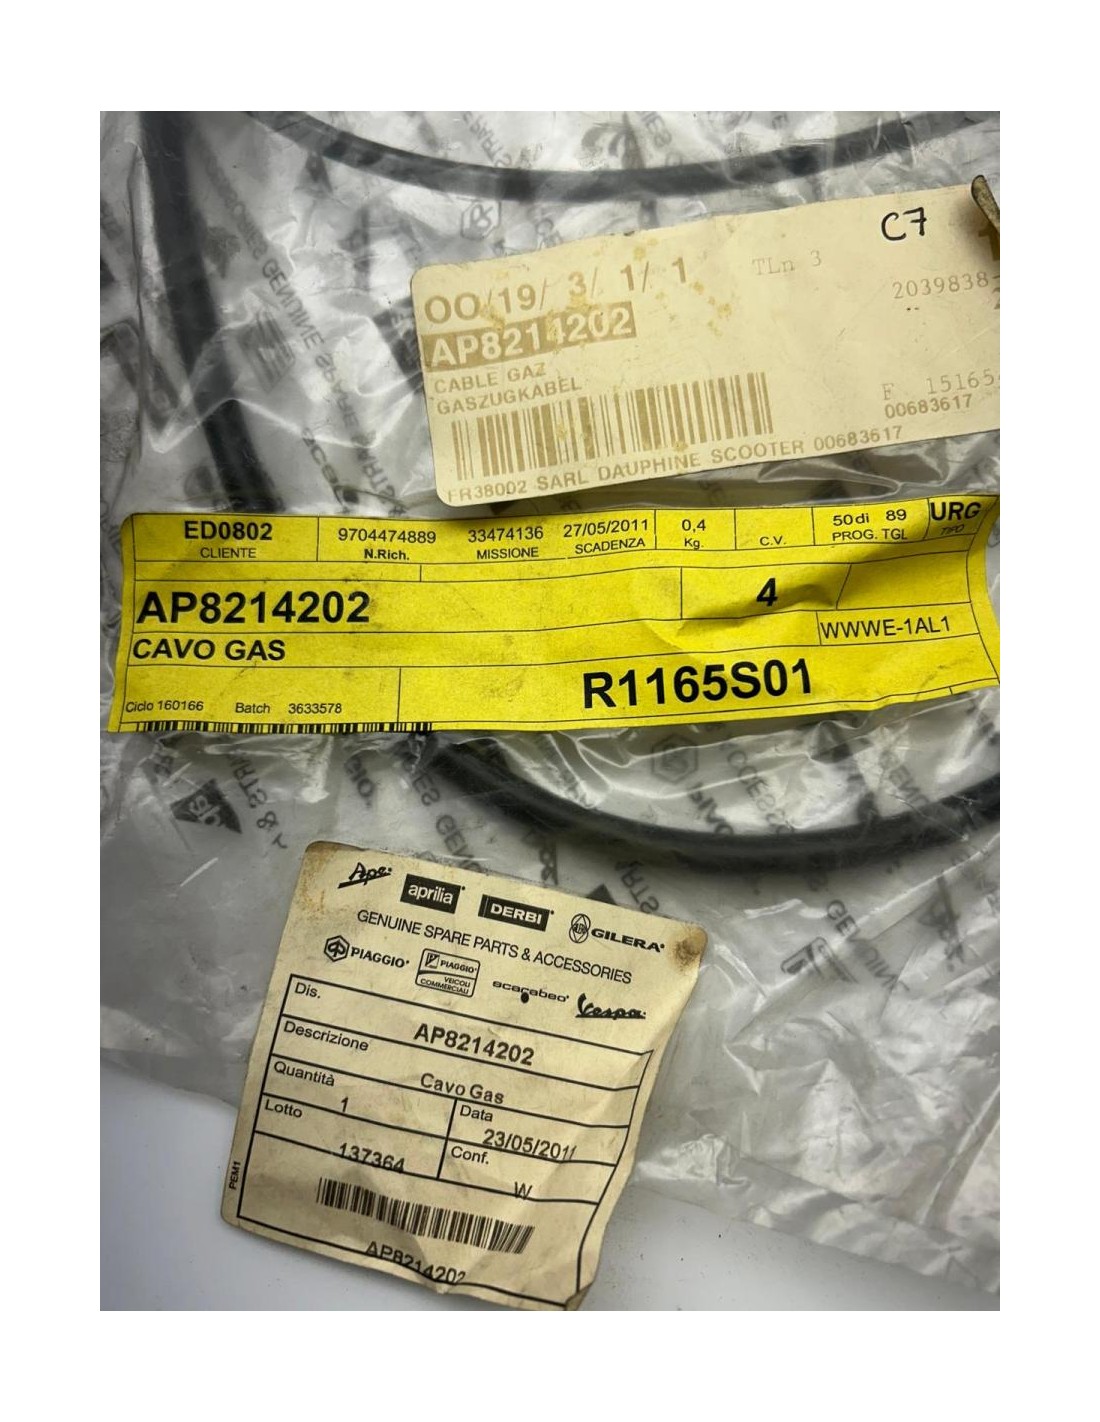 C7
TLn 3
2039838-
OO/19/ 3/ 1/ 1
AP8214202
CABLE GAZ
GASZUGKABEL
F 15165
00683617
FR38002 SARL DAUPHINE SCOOTER 00683617
ED0802 9704474889 33474136 27/05/2011 0,4 50di 89 URG
CLIENTE N.Rich. MISSIONE SCADENZA Kg. C.V. PROG. TGL TIPO
AP8214202 4
WWWE-1AL1
CAVO GAS
R1165S01
Ciclo 160166 Batch 3633578
Ape aprilia DERBI GILERA
GENUINE SPARE PARTS & ACCESSORIES
PIAGGIO PIAGGIO VEICOLI COMMERCIALI scarabeo Vespa
Dis.
AP8214202
Descrizione
Cavo Gas
Quantità
1
Data
23/05/2011
Lotto
137364
Conf.
W
PEM1
AP8214202